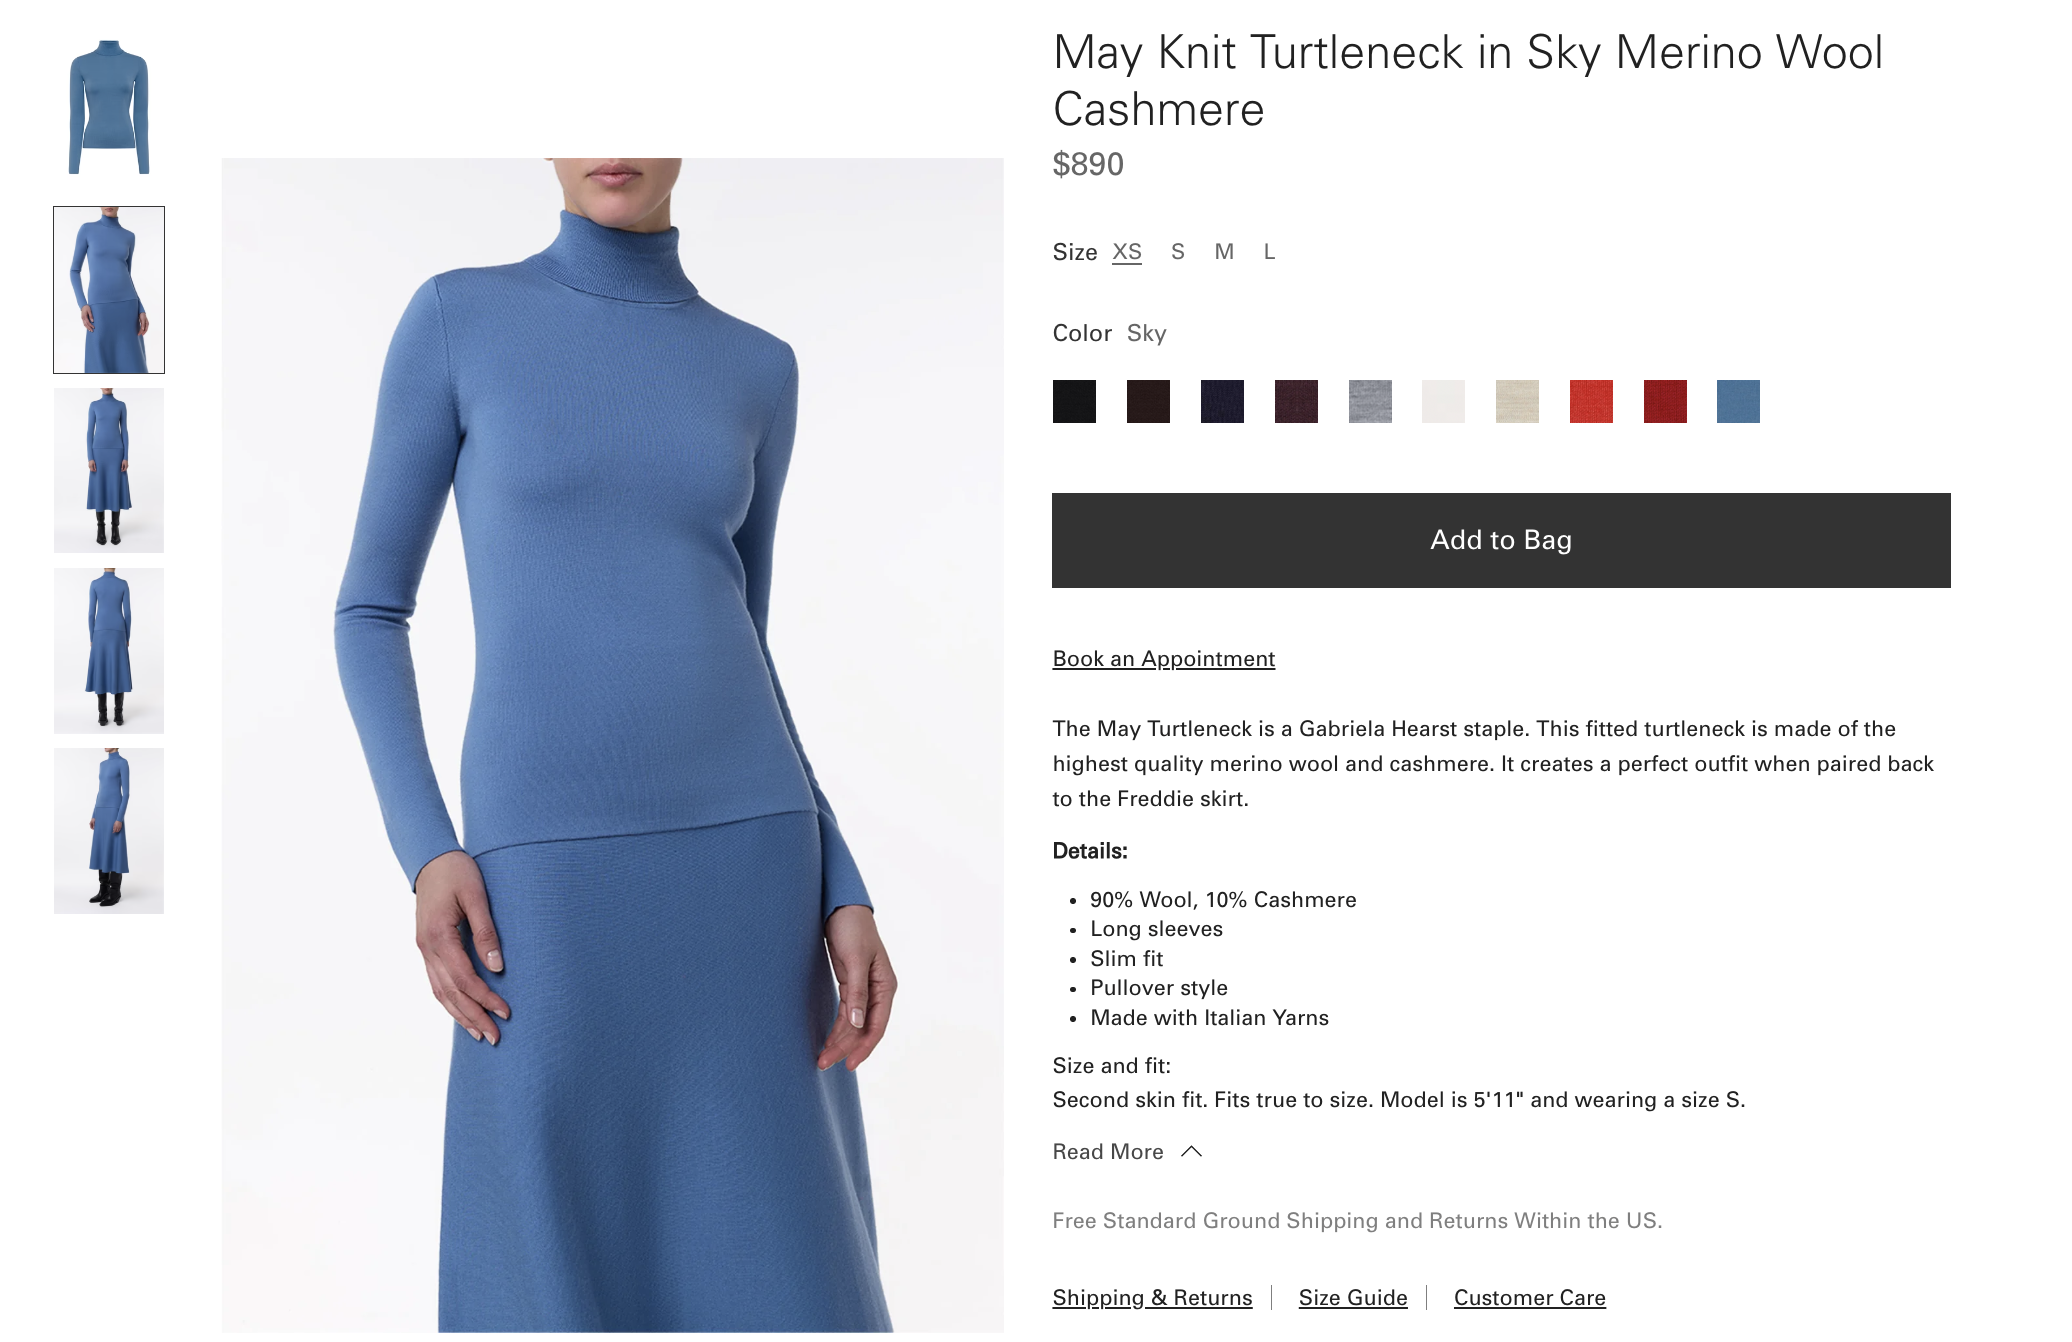 May Knit Turtleneck in Sky Merino Wool
Cashmere
$890
Size XS S M L
Color Sky
Add to Bag
Book an Appointment
The May Turtleneck is a Gabriela Hearst staple. This fitted turtleneck is made of the
highest quality merino wool and cashmere. It creates a perfect outfit when paired back
to the Freddie skirt.
Details:
• 90% Wool, 10% Cashmere
• Long sleeves
• Slim fit
• Pullover style
• Made with Italian Yarns
Size and fit:
Second skin fit. Fits true to size. Model is 5'11" and wearing a size S.
Read More
Free Standard Ground Shipping and Returns Within the US.
Shipping & Returns | Size Guide | Customer Care